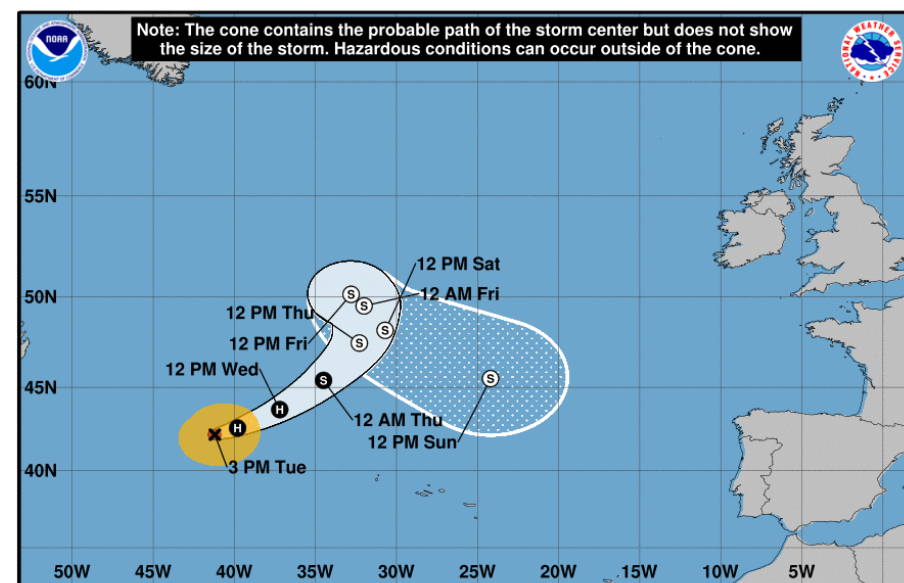 Note: The cone contains the probable path of the storm center but does not show
the size of the storm. Hazardous conditions can occur outside of the cone.
NOAA
NATIONAL WEATHER SERVICE
60N
55N
12 PM Sat
50N
12 AM Fri
12 PM Thu
12 PM Fri
12 PM Wed
45N
12 AM Thu
12 PM Sun
40N
3 PM Tue
S
S
S
S
S
S
H
H
50W 45W 40W 35W 30W 25W 20W 15W 10W 5W